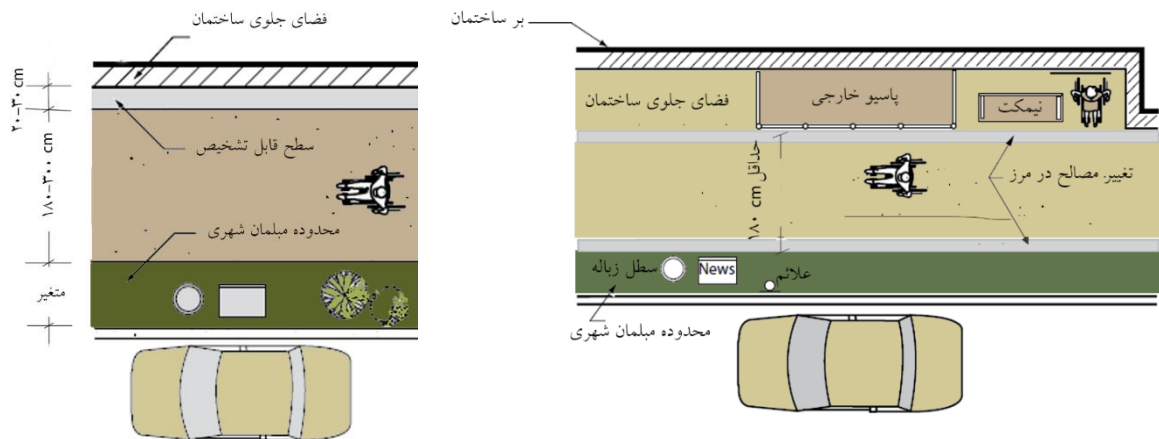 فضای جلوی ساختمان
۲۰-۳۰ cm
سطح قابل تشخیص
۱۸۰-۳۰۰ cm
محدوده مبلمان شهری
متغیر
بر ساختمان
فضای جلوی ساختمان
پاسیو خارجی
نیمکت
حداقل ۱۸۰ cm
تغییر مصالح در مرز
سطل زباله
News
علائم
محدوده مبلمان شهری